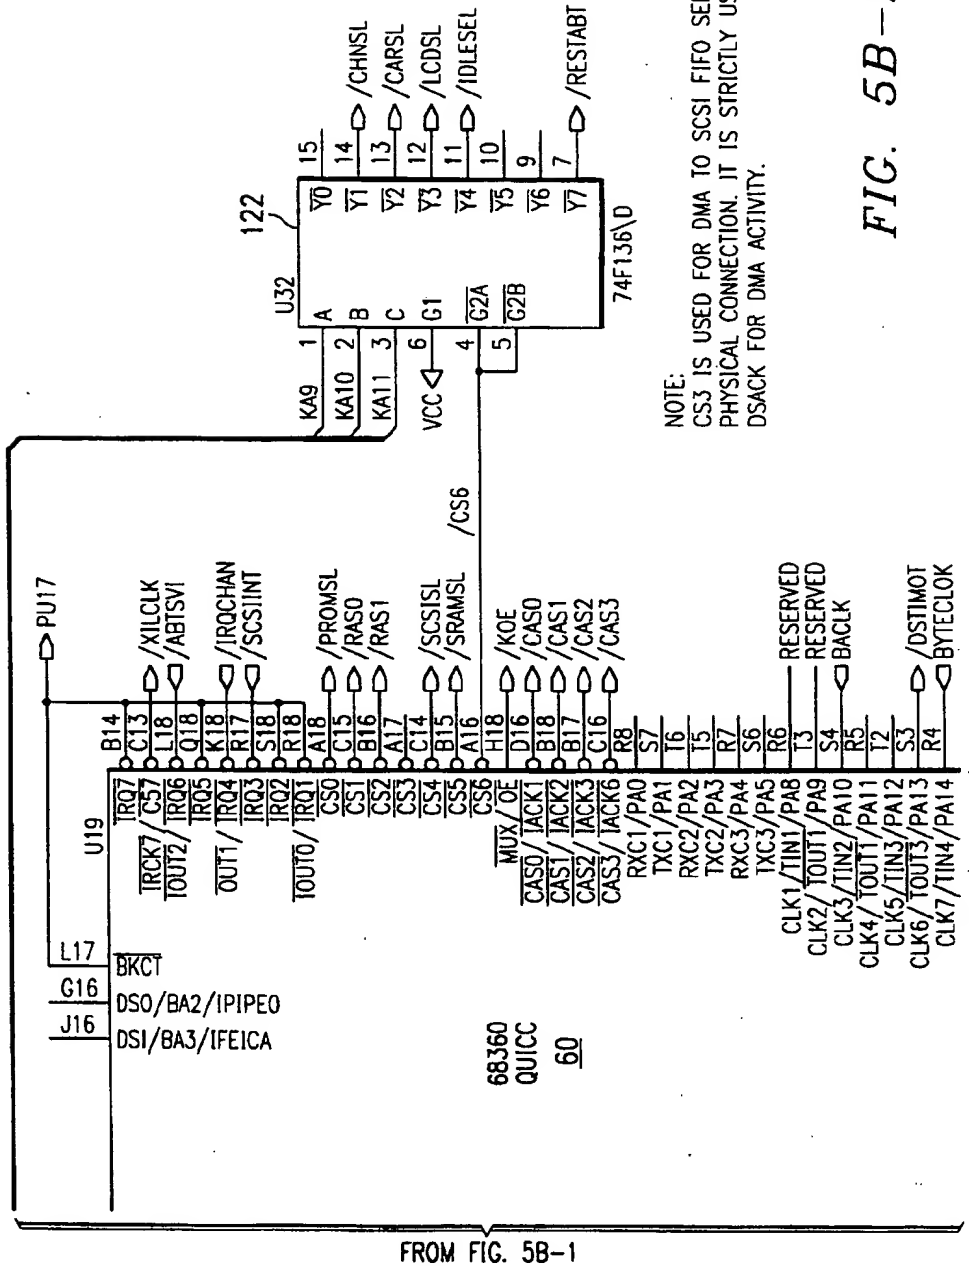 PU17
L17
G16
J16
U19
BKCT
DS0/BA2/IPIPE0
DSI/BA3/IFEICA
68360
QUICC
60
B14
IRQ7
C13
IRCK7/C57
/XILCLK
L18
TOUT2/IRQ6
/ABTSVI
Q18
IRQ5
K18
OUT1/IRQ4
/IRQCHAN
R17
IRQ3
/SCSIINT
S18
IRQ2
R18
TOUT0/IRQ1
A18
CS0
/PROMSL
C15
CS1
/RAS0
B16
CS2
/RAS1
A17
CS3
C14
CS4
/SCSISL
B15
CS5
/SRAMSL
A16
CS6
/CS6
H18
MUX/OE
/KOE
D16
CAS0/IACK1
/CAS0
B18
CAS1/IACK2
/CAS1
B17
CAS2/IACK3
/CAS2
C16
CAS3/IACK6
/CAS3
R8
RXC1/PA0
S7
TXC1/PA1
T6
RXC2/PA2
T5
TXC2/PA3
R7
RXC3/PA4
S6
TXC3/PA5
R6
CLK1/TIN1/PA8
RESERVED
T3
CLK2/TOUT1/PA9
RESERVED
S4
CLK3/TIN2/PA10
BACLK
R5
CLK4/TOUT1/PA11
T2
CLK5/TIN3/PA12
S3
CLK6/TOUT3/PA13
/DSTIMOT
R4
CLK7/TIN4/PA14
BYTECLOK
122
U32
KA9
1
A
KA10
2
B
KA11
3
C
VCC
6
G1
4
G2A
5
G2B
Y0
15
Y1
14
/CHNSL
Y2
13
/CARSL
Y3
12
/LCDSL
Y4
11
/IDLESEL
Y5
10
Y6
9
Y7
7
/RESTABT
74F136\D
NOTE:
CS3 IS USED FOR DMA TO SCSI FIFO
PHYSICAL CONNECTION. IT IS STRICTLY
DSACK FOR DMA ACTIVITY.
FIG. 5B-
FROM FIG. 5B-1